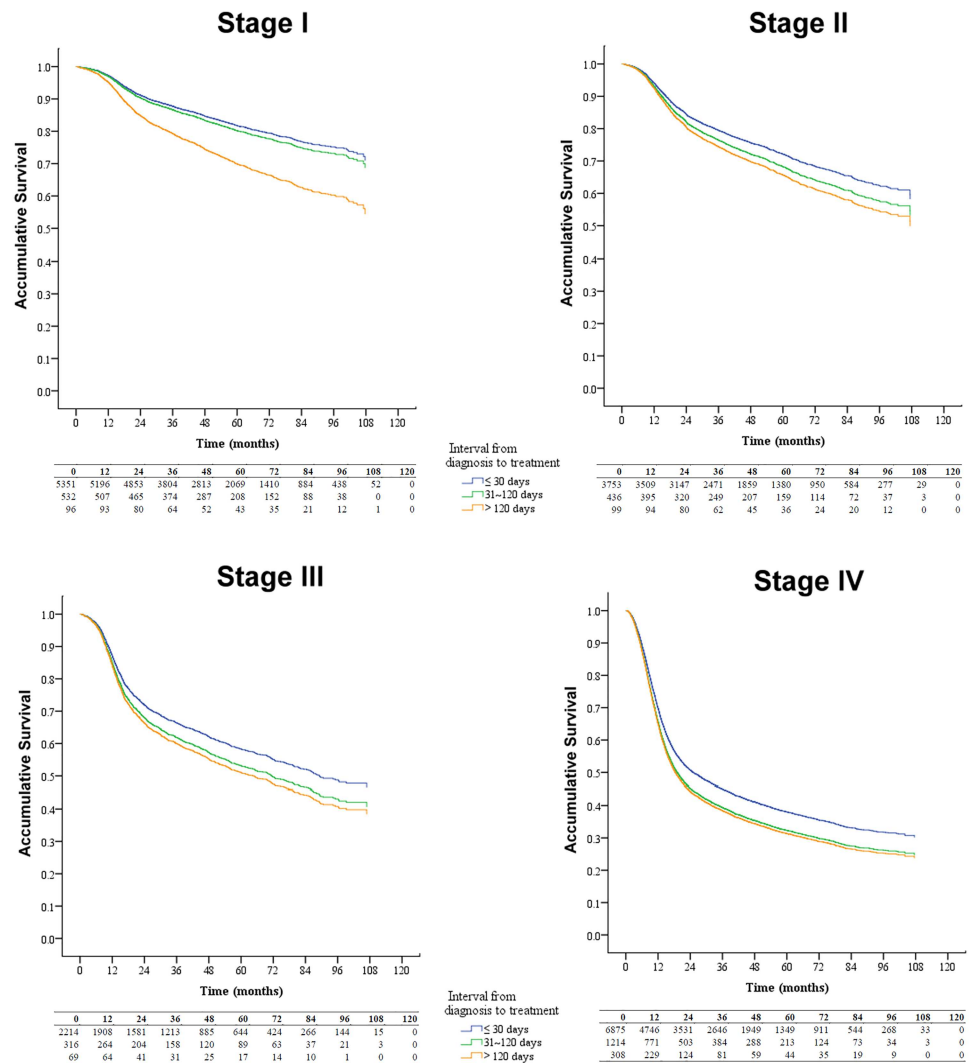 Stage I
Accumulative Survival
1.0
0.9
0.8
0.7
0.6
0.5
0.4
0.3
0.2
0.1
0.0
0 12 24 36 48 60 72 84 96 108 120
Time (months)
0 12 24 36 48 60 72 84 96 108 120
5351 5196 4853 3804 2813 2069 1410 884 438 52 0
532 507 465 374 287 208 152 88 38 0 0
96 93 80 64 52 43 35 21 12 1 0
Stage II
Accumulative Survival
1.0
0.9
0.8
0.7
0.6
0.5
0.4
0.3
0.2
0.1
0.0
0 12 24 36 48 60 72 84 96 108 120
Time (months)
Interval from
diagnosis to treatment
≤ 30 days
31~120 days
> 120 days
0 12 24 36 48 60 72 84 96 108 120
3753 3509 3147 2471 1859 1380 950 584 277 29 0
436 395 320 249 207 159 114 72 37 3 0
99 94 80 62 45 36 24 20 12 0 0
Stage III
Accumulative Survival
1.0
0.9
0.8
0.7
0.6
0.5
0.4
0.3
0.2
0.1
0.0
0 12 24 36 48 60 72 84 96 108 120
Time (months)
0 12 24 36 48 60 72 84 96 108 120
2214 1908 1581 1213 885 644 424 266 144 15 0
316 264 204 158 120 89 63 37 21 3 0
69 64 41 31 25 17 14 10 1 0 0
Stage IV
Accumulative Survival
1.0
0.9
0.8
0.7
0.6
0.5
0.4
0.3
0.2
0.1
0.0
0 12 24 36 48 60 72 84 96 108 120
Time (months)
Interval from
diagnosis to treatment
≤ 30 days
31~120 days
> 120 days
0 12 24 36 48 60 72 84 96 108 120
6875 4746 3531 2646 1949 1349 911 544 268 33 0
1214 771 503 384 288 213 124 73 34 3 0
308 229 124 81 59 44 35 19 9 0 0